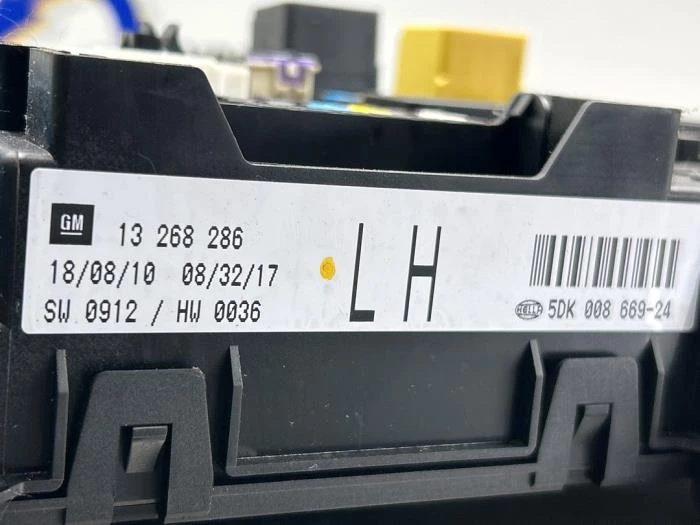 GM 13 268 286
18/08/10 08/32/17
SW 0912 / HW 0036
LH
HELLA 5DK 008 669-24